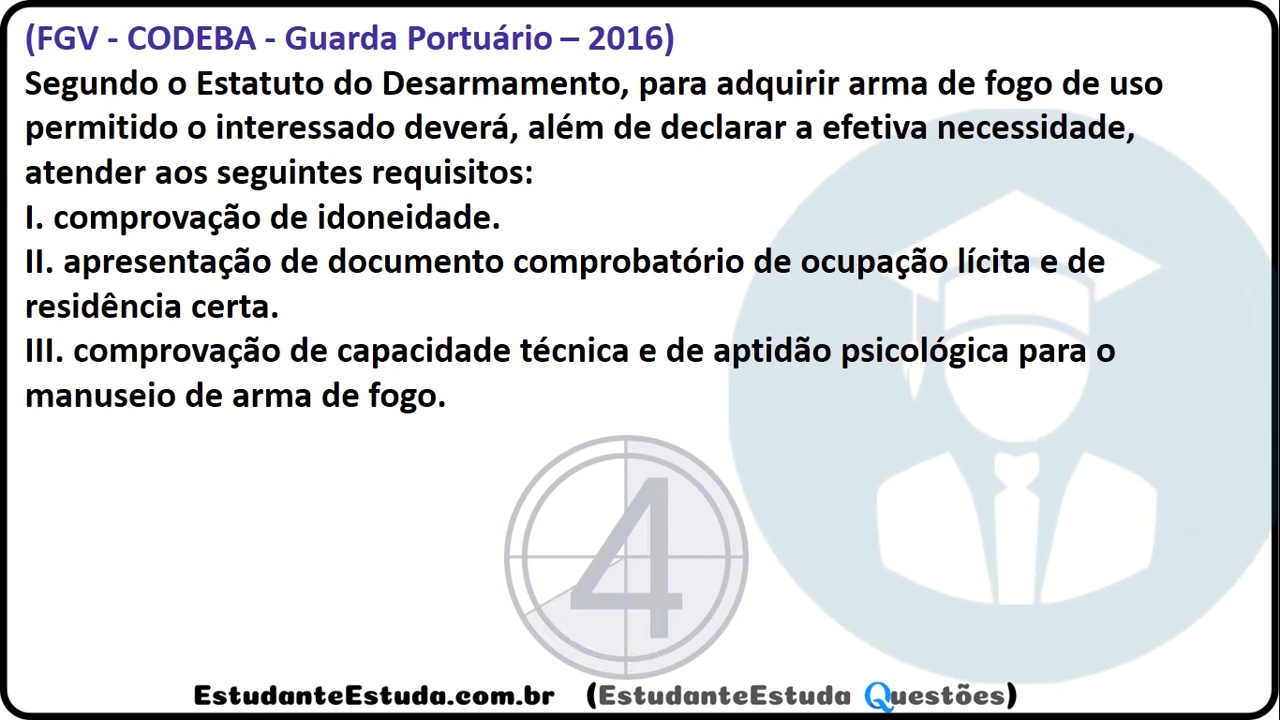 (FGV - CODEBA - Guarda Portuário – 2016)
Segundo o Estatuto do Desarmamento, para adquirir arma de fogo de uso
permitido o interessado deverá, além de declarar a efetiva necessidade,
atender aos seguintes requisitos:
I. comprovação de idoneidade.
II. apresentação de documento comprobatório de ocupação lícita e de
residência certa.
III. comprovação de capacidade técnica e de aptidão psicológica para o
manuseio de arma de fogo.
4
EstudanteEstuda.com.br (EstudanteEstuda Questões)